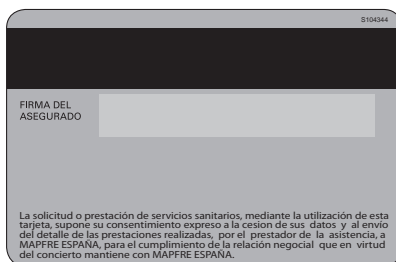 S104344
FIRMA DEL
ASEGURADO
La solicitud o prestación de servicios sanitarios, mediante la utilización de esta
tarjeta, supone su consentimiento expreso a la cesion de sus datos y al envío
del detalle de las prestaciones realizadas, por el prestador de la asistencia, a
MAPFRE ESPAÑA, para el cumplimiento de la relación negocial que en virtud
del concierto mantiene con MAPFRE ESPAÑA.